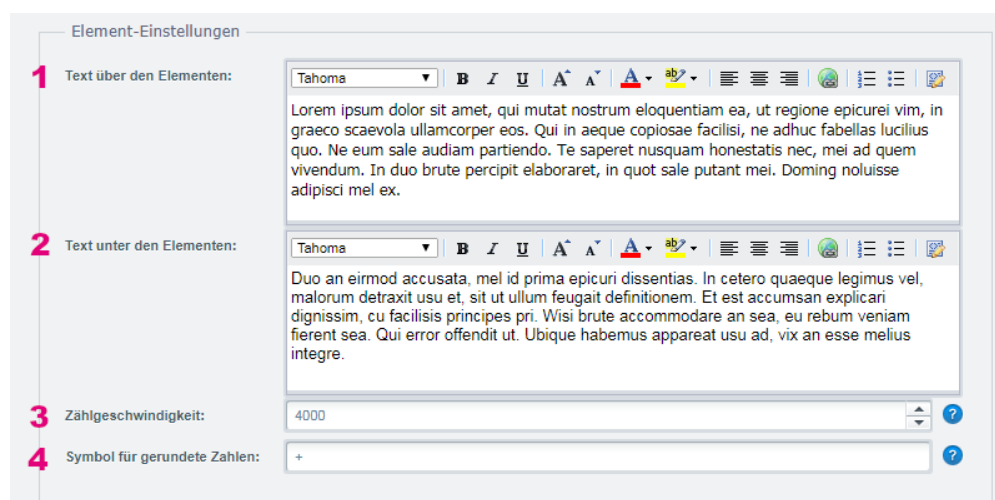 Element-Einstellungen
1 Text über den Elementen:
Tahoma B I U A A A ab
Lorem ipsum dolor sit amet, qui mutat nostrum eloquentiam ea, ut regione epicurei vim, in
graeco scaevola ullamcorper eos. Qui in aeque copiosae facilisi, ne adhuc fabellas lucilius
quo. Ne eum sale audiam partiendo. Te saperet nusquam honestatis nec, mei ad quem
vivendum. In duo brute percipit elaboraret, in quot sale putant mei. Doming noluisse
adipisci mel ex.
2 Text unter den Elementen:
Tahoma B I U A A A ab
Duo an eirmod accusata, mel id prima epicuri dissentias. In cetero quaeque legimus vel,
malorum detraxit usu et, sit ut ullum feugait definitionem. Et est accumsan explicari
dignissim, cu facilisis principes pri. Wisi brute accommodare an sea, eu rebum veniam
fierent sea. Qui error offendit ut. Ubique habemus appareat usu ad, vix an esse melius
integre.
3 Zählgeschwindigkeit: 4000 ?
4 Symbol für gerundete Zahlen: + ?